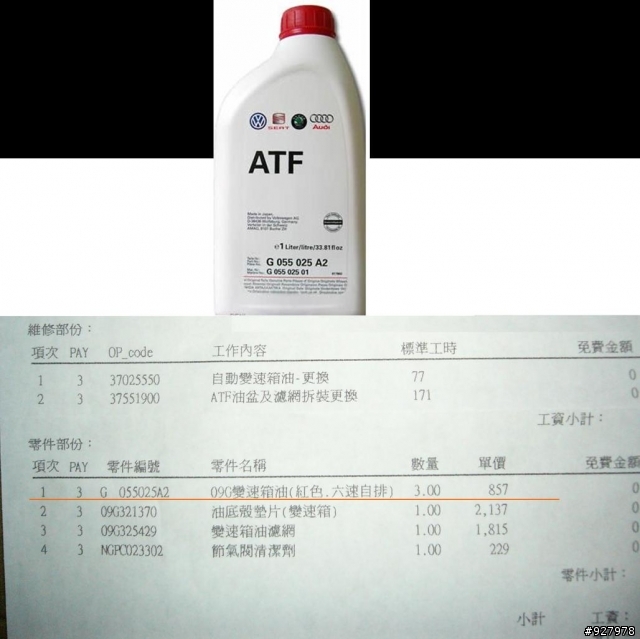 SEAT
Audi
ATF
Made in Japan
e 1 Liter/litre/33.81fl oz
G 055 025 A2
G 055 025 01
維修部份：
項次 PAY OP_code 工作內容 標準工時 免費金額
1 3 37025550 自動變速箱油-更換 77 0
2 3 37551900 ATF油盆及濾網拆裝更換 171 0
工資小計：
零件部份：
項次 PAY 零件編號 零件名稱 數量 單價 免費金額
1 3 G 055025A2 09G變速箱油(紅色.六速自排) 3.00 857 0
2 3 09G321370 油底殼墊片(變速箱) 1.00 2,137 0
3 3 09G325429 變速箱油濾網 1.00 1,815 0
4 3 NGPC023302 節氣閥清潔劑 1.00 229 0
零件小計：
小計 工資：
#927978